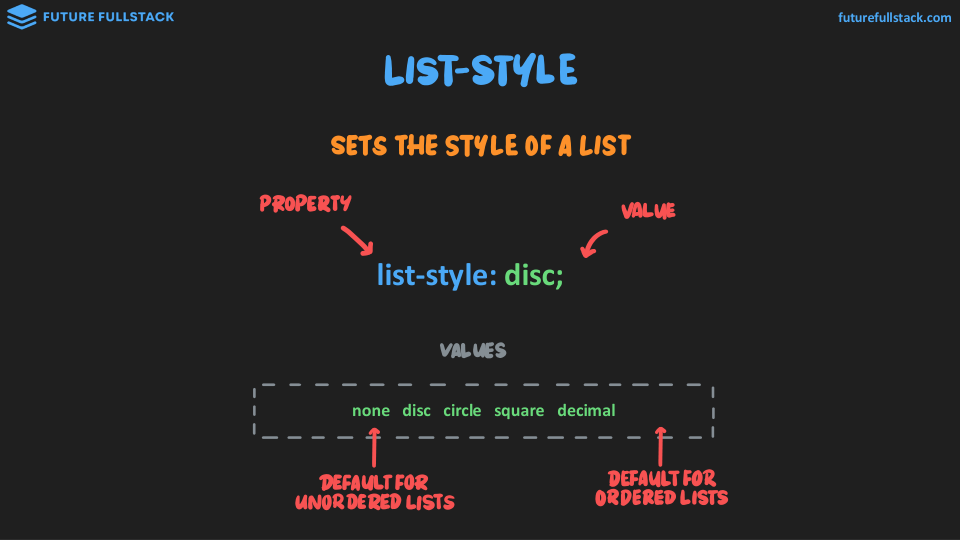 FUTURE FULLSTACK
futurefullstack.com
LIST-STYLE
SETS THE STYLE OF A LIST
PROPERTY
VALUE
list-style: disc;
VALUES
none disc circle square decimal
DEFAULT FOR
UNORDERED LISTS
DEFAULT FOR
ORDERED LISTS